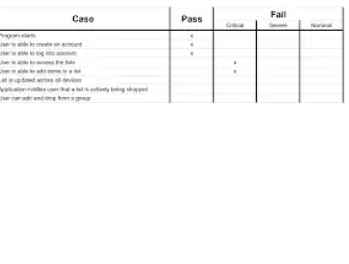 Case Pass Fail
Critical Severe Nominal
Program starts x
User is able to create an account x
User is able to log into account x
User is able to access the lists x
User is able to add items to a list x
List is updated across all devices
Application notifies user that a list is actively being shopped
User can add and drop from a group